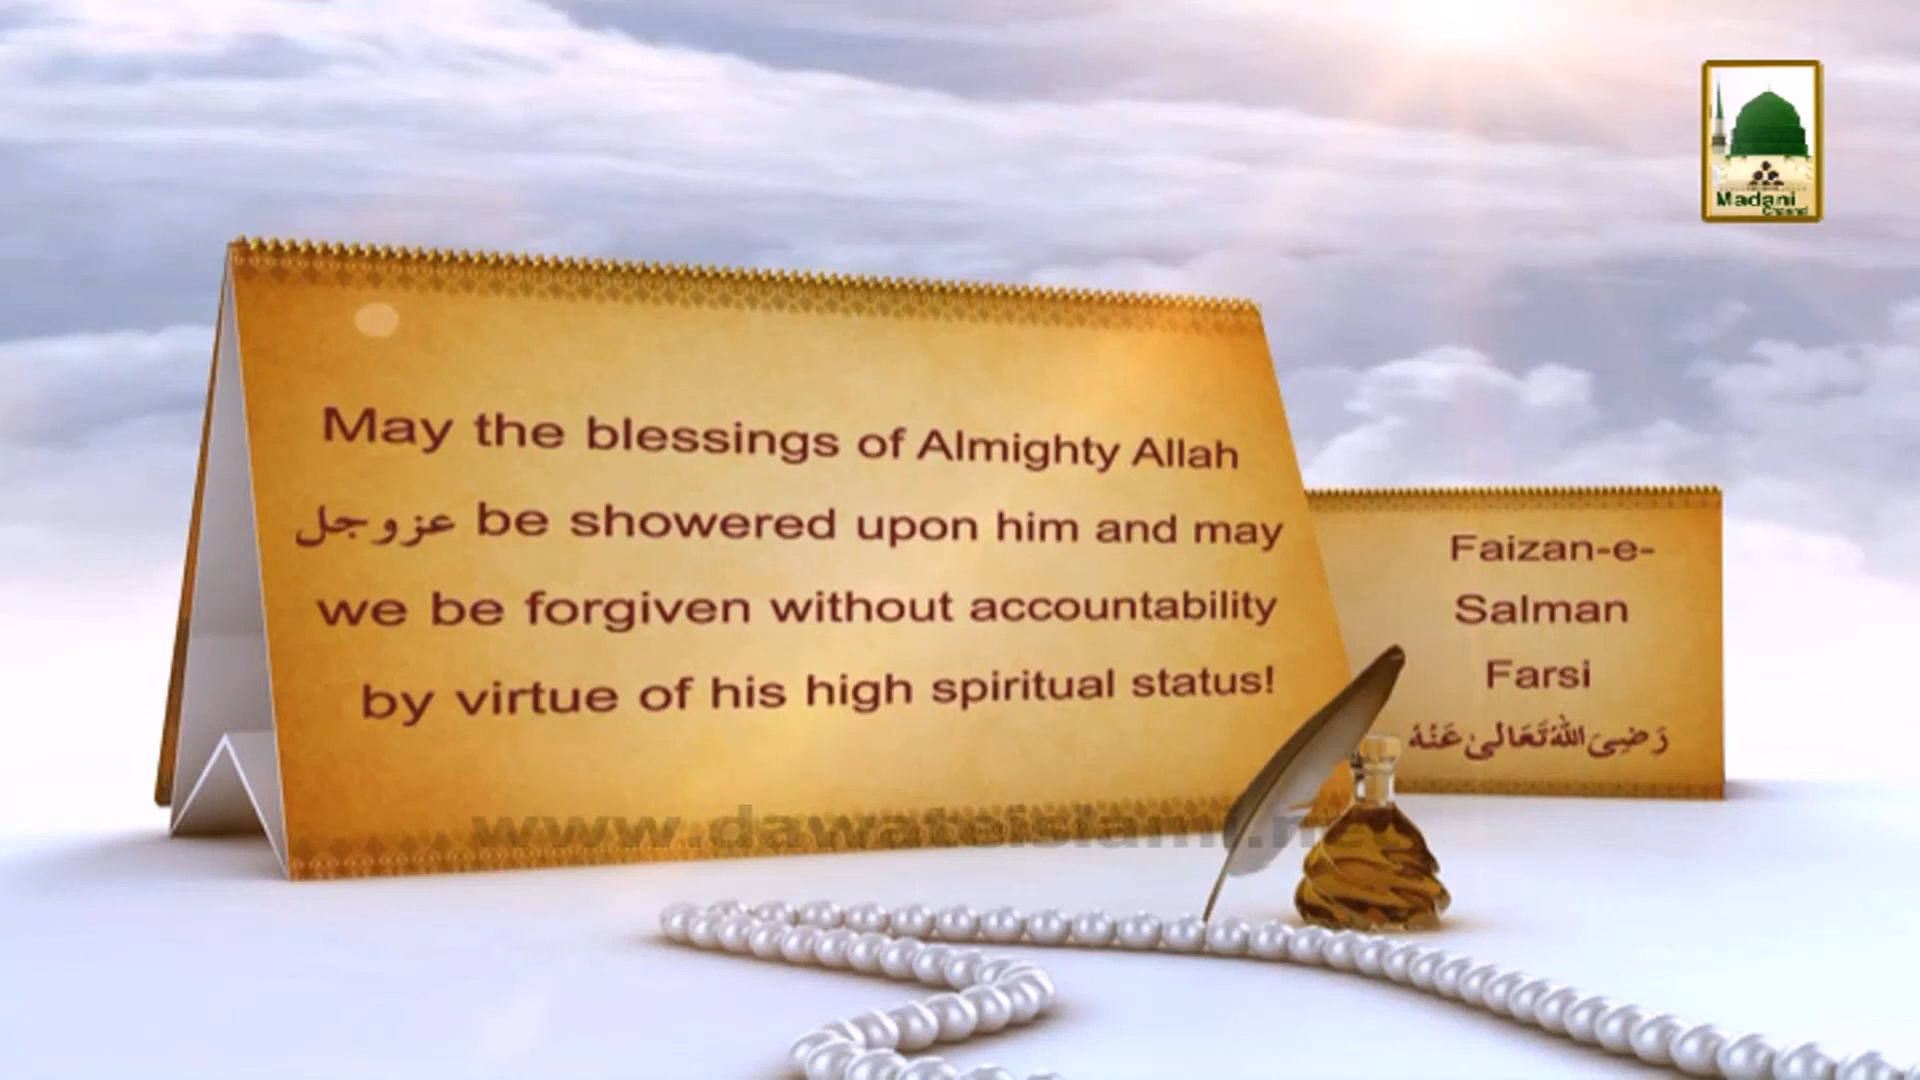 May the blessings of Almighty Allah
عزوجل be showered upon him and may
we be forgiven without accountability
by virtue of his high spiritual status!
Faizan-e-
Salman
Farsi
رَضِیَ اللّٰہُ تَعَالٰی عَنْہُ
www.dawateislami.net
Madani
Channel